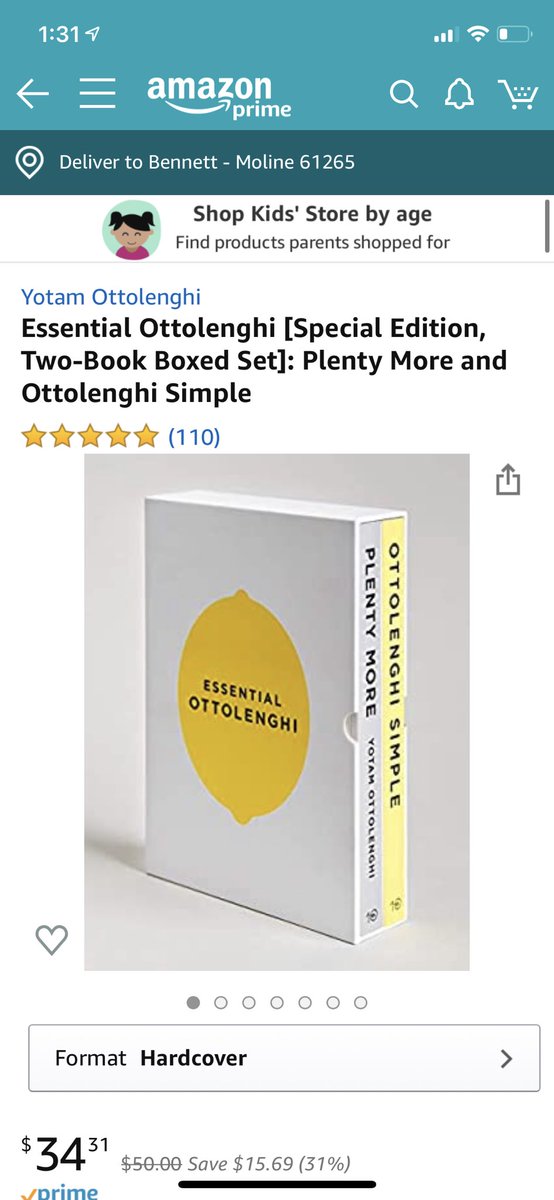 1:31
amazon
prime
Deliver to Bennett - Moline 61265
Shop Kids' Store by age
Find products parents shopped for
Yotam Ottolenghi
Essential Ottolenghi [Special Edition,
Two-Book Boxed Set]: Plenty More and
Ottolenghi Simple
(110)
ESSENTIAL
OTTOLENGHI
PLENTY MORE YOTAM OTTOLENGHI
OTTOLENGHI SIMPLE
Format Hardcover
$34.31 $50.00 Save $15.69 (31%)
prime